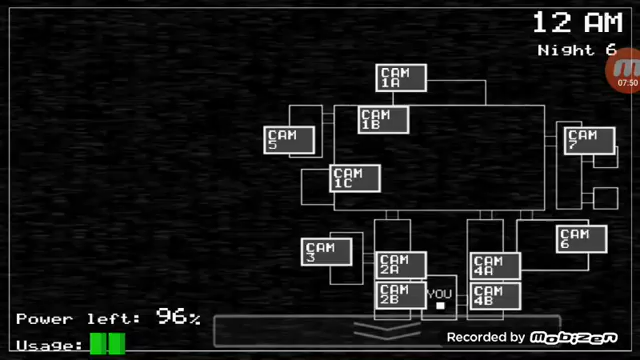 12 AM
Night 6
07:50
CAM
1A
CAM
1B
CAM
5
CAM
7
CAM
1C
CAM
3
CAM
6
CAM
2A
CAM
4A
CAM
2B
YOU
CAM
4B
Power left: 96%
Usage:
Recorded by mobizen